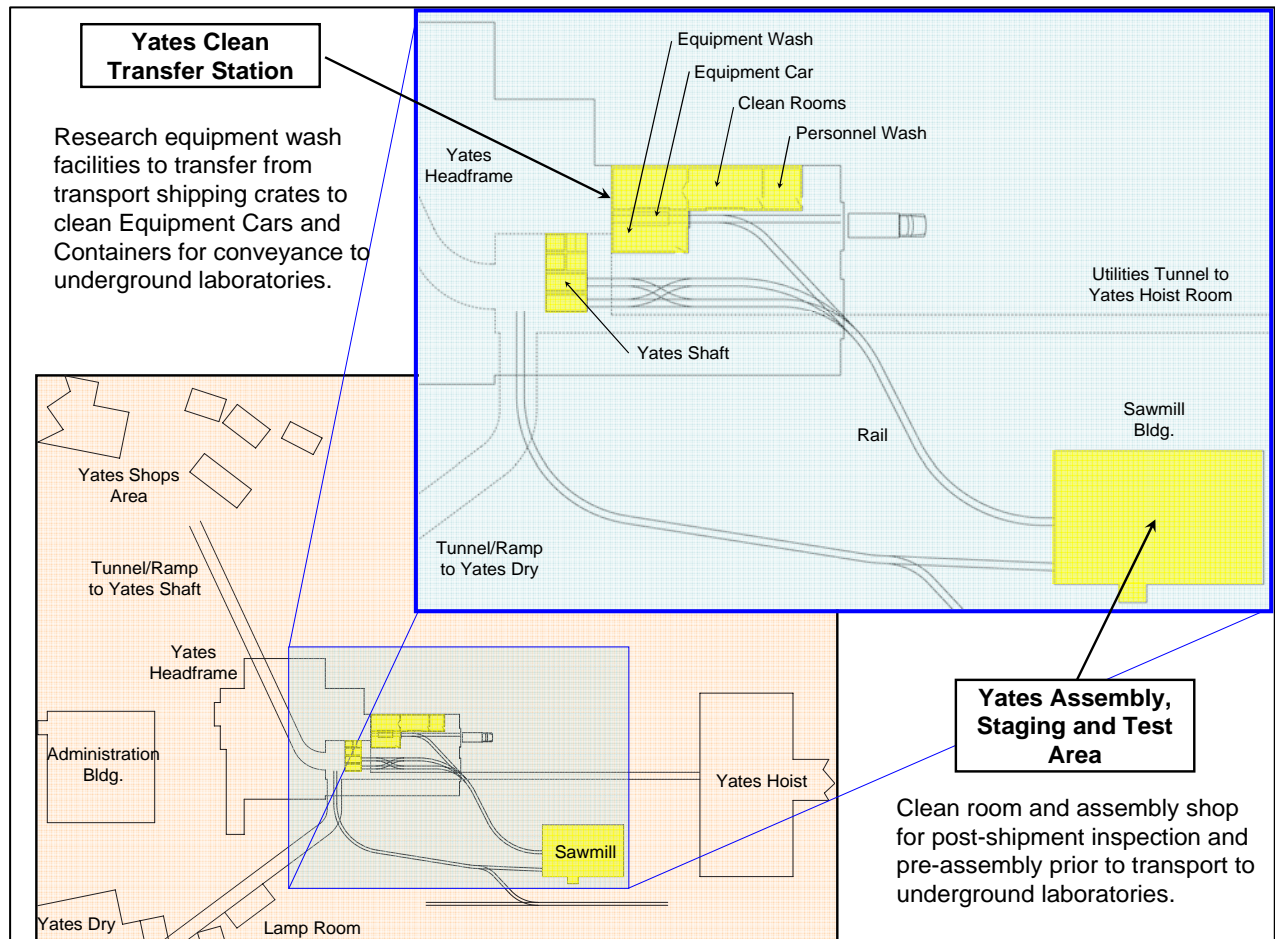 Yates Clean
Transfer Station
Research equipment wash
facilities to transfer from
transport shipping crates to
clean Equipment Cars and
Containers for conveyance to
underground laboratories.
Equipment Wash
Equipment Car
Clean Rooms
Personnel Wash
Yates
Headframe
Utilities Tunnel to
Yates Hoist Room
Yates Shaft
Rail
Sawmill
Bldg.
Tunnel/Ramp
to Yates Dry
Yates Shops
Area
Tunnel/Ramp
to Yates Shaft
Yates
Headframe
Administration
Bldg.
Yates Hoist
Sawmill
Yates Dry
Lamp Room
Yates Assembly,
Staging and Test
Area
Clean room and assembly shop
for post-shipment inspection and
pre-assembly prior to transport to
underground laboratories.